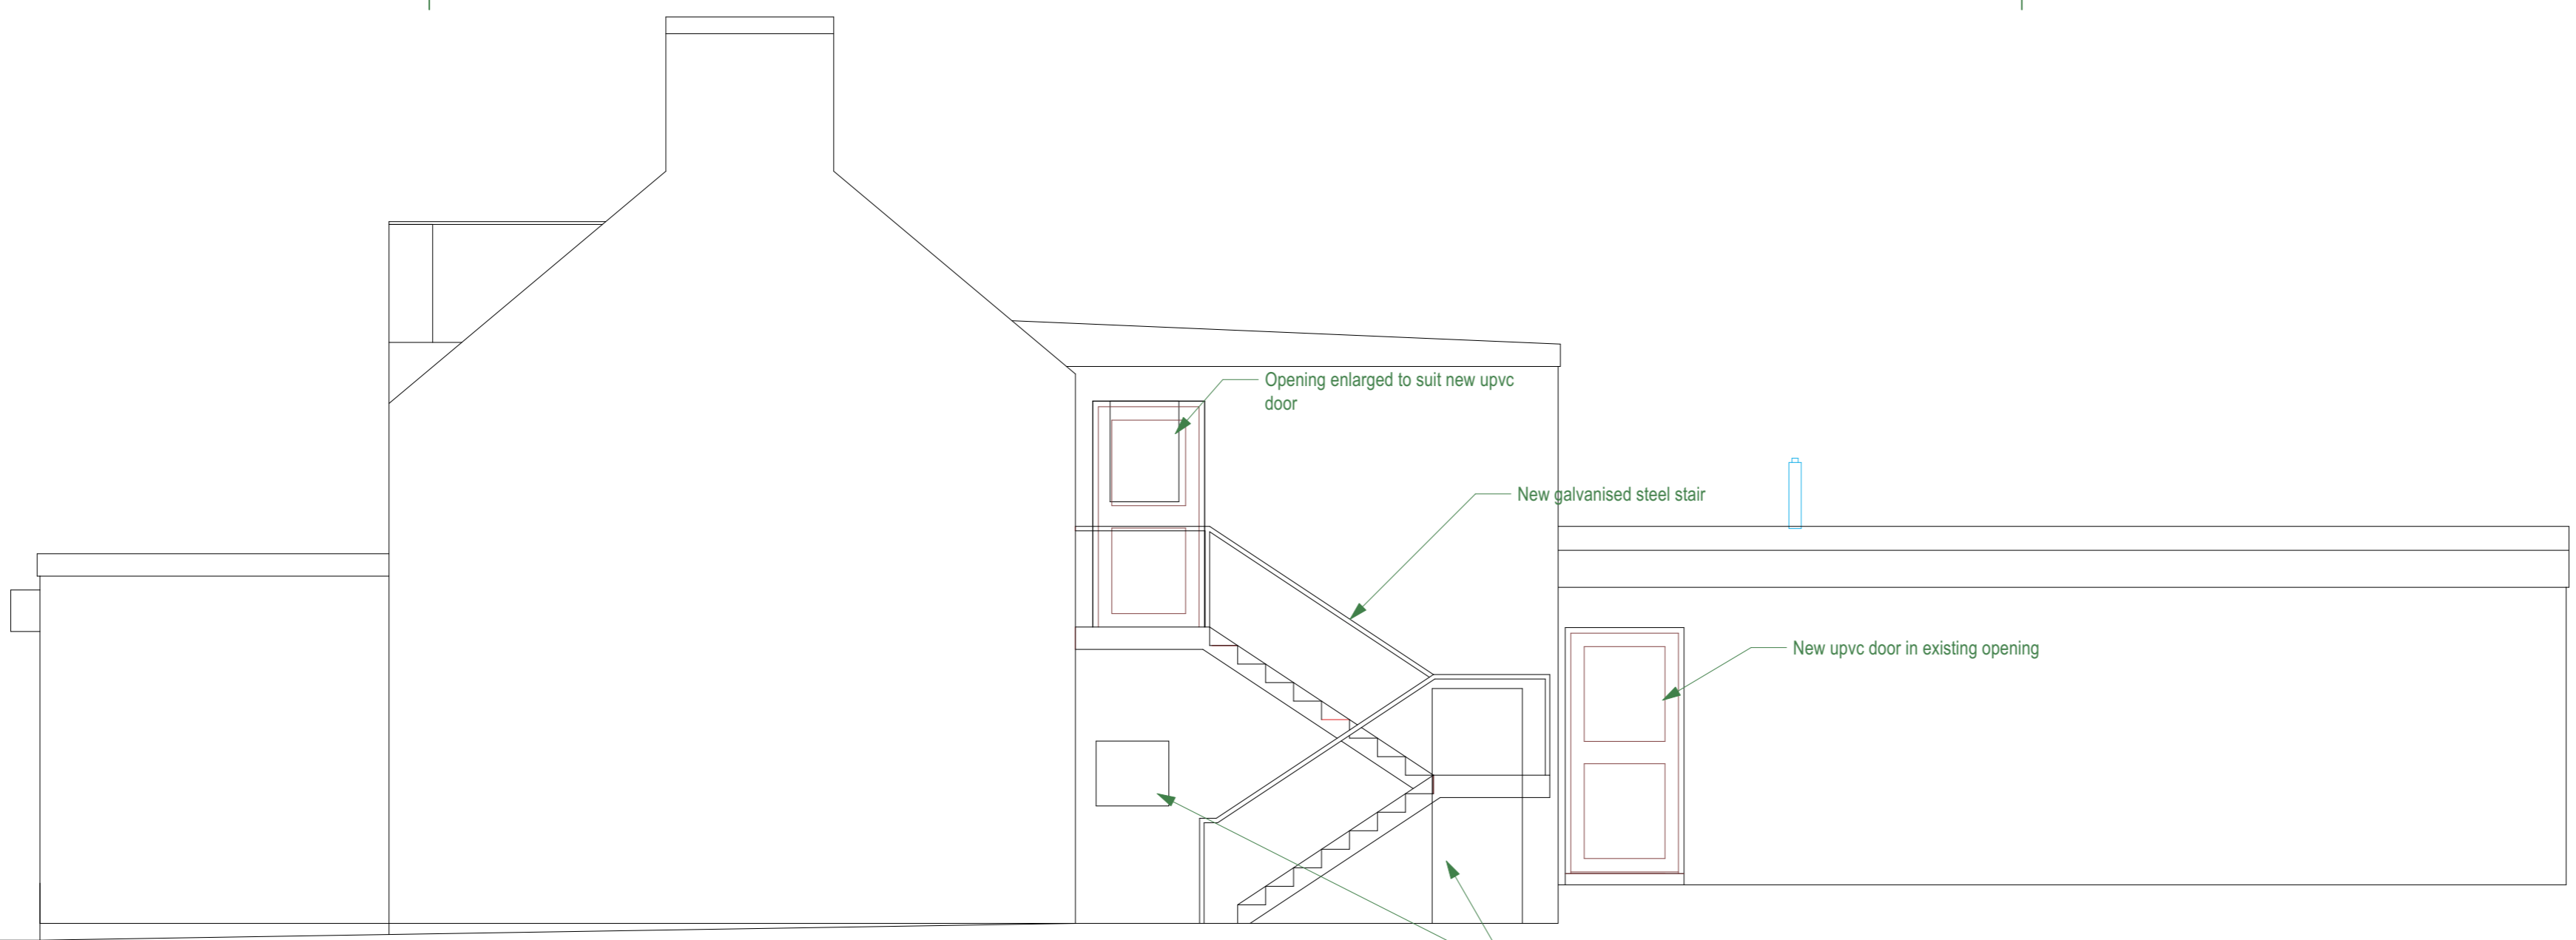 Opening enlarged to suit new upvc
door
New galvanised steel stair
New upvc door in existing opening